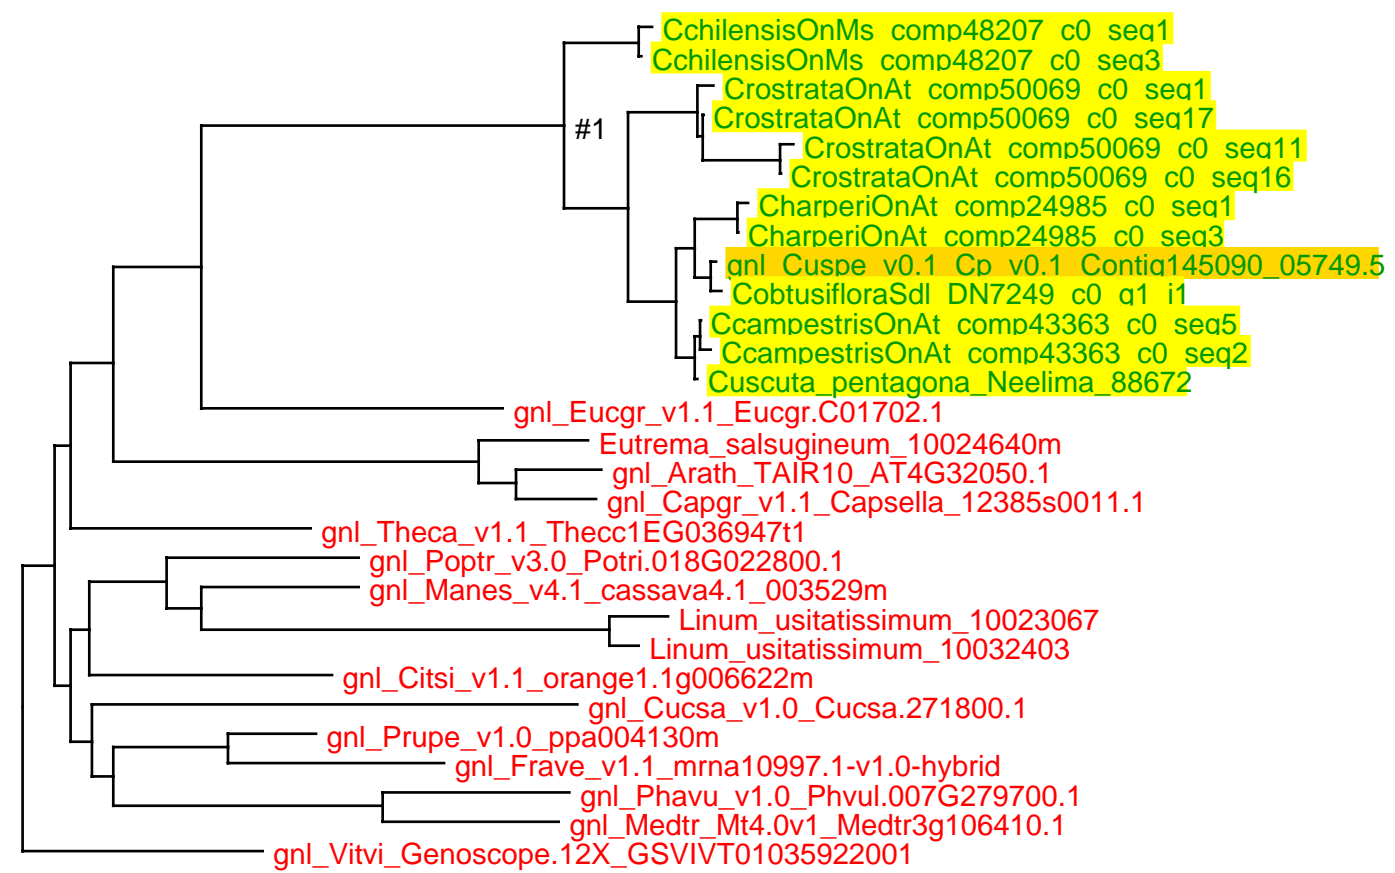 CchilensisOnMs_comp48207_c0_seq1
CchilensisOnMs_comp48207_c0_seq3
CrostrataOnAt_comp50069_c0_seq1
#1
CrostrataOnAt_comp50069_c0_seq17
CrostrataOnAt_comp50069_c0_seq11
CrostrataOnAt_comp50069_c0_seq16
CharperiOnAt_comp24985_c0_seq1
CharperiOnAt_comp24985_c0_seq3
gnl_Cuspe_v0.1_Cp_v0.1_Contig145090_05749.5
CobtusifloraSdl_DN7249_c0_g1_i1
CcampestrisOnAt_comp43363_c0_seq5
CcampestrisOnAt_comp43363_c0_seq2
Cuscuta_pentagona_Neelima_88672
gnl_Eucgr_v1.1_Eucgr.C01702.1
Eutrema_salsugineum_10024640m
gnl_Arath_TAIR10_AT4G32050.1
gnl_Capgr_v1.1_Capsella_12385s0011.1
gnl_Theca_v1.1_Thecc1EG036947t1
gnl_Poptr_v3.0_Potri.018G022800.1
gnl_Manes_v4.1_cassava4.1_003529m
Linum_usitatissimum_10023067
Linum_usitatissimum_10032403
gnl_Citsi_v1.1_orange1.1g006622m
gnl_Cucsa_v1.0_Cucsa.271800.1
gnl_Prupe_v1.0_ppa004130m
gnl_Frave_v1.1_mrna10997.1-v1.0-hybrid
gnl_Phavu_v1.0_Phvul.007G279700.1
gnl_Medtr_Mt4.0v1_Medtr3g106410.1
gnl_Vitvi_Genoscope.12X_GSVIVT01035922001